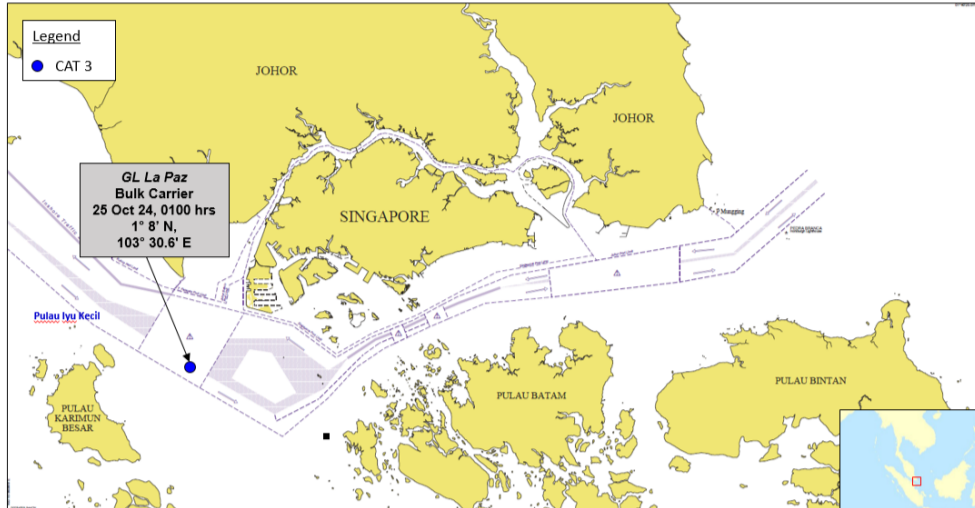 Legend
CAT 3
JOHOR
JOHOR
GL La Paz
Bulk Carrier
25 Oct 24, 0100 hrs
1° 8' N,
103° 30.6' E
SINGAPORE
Pulau Iyu Kecil
PULAU
KARIMUN
BESAR
PULAU BATAM
PULAU BINTAN